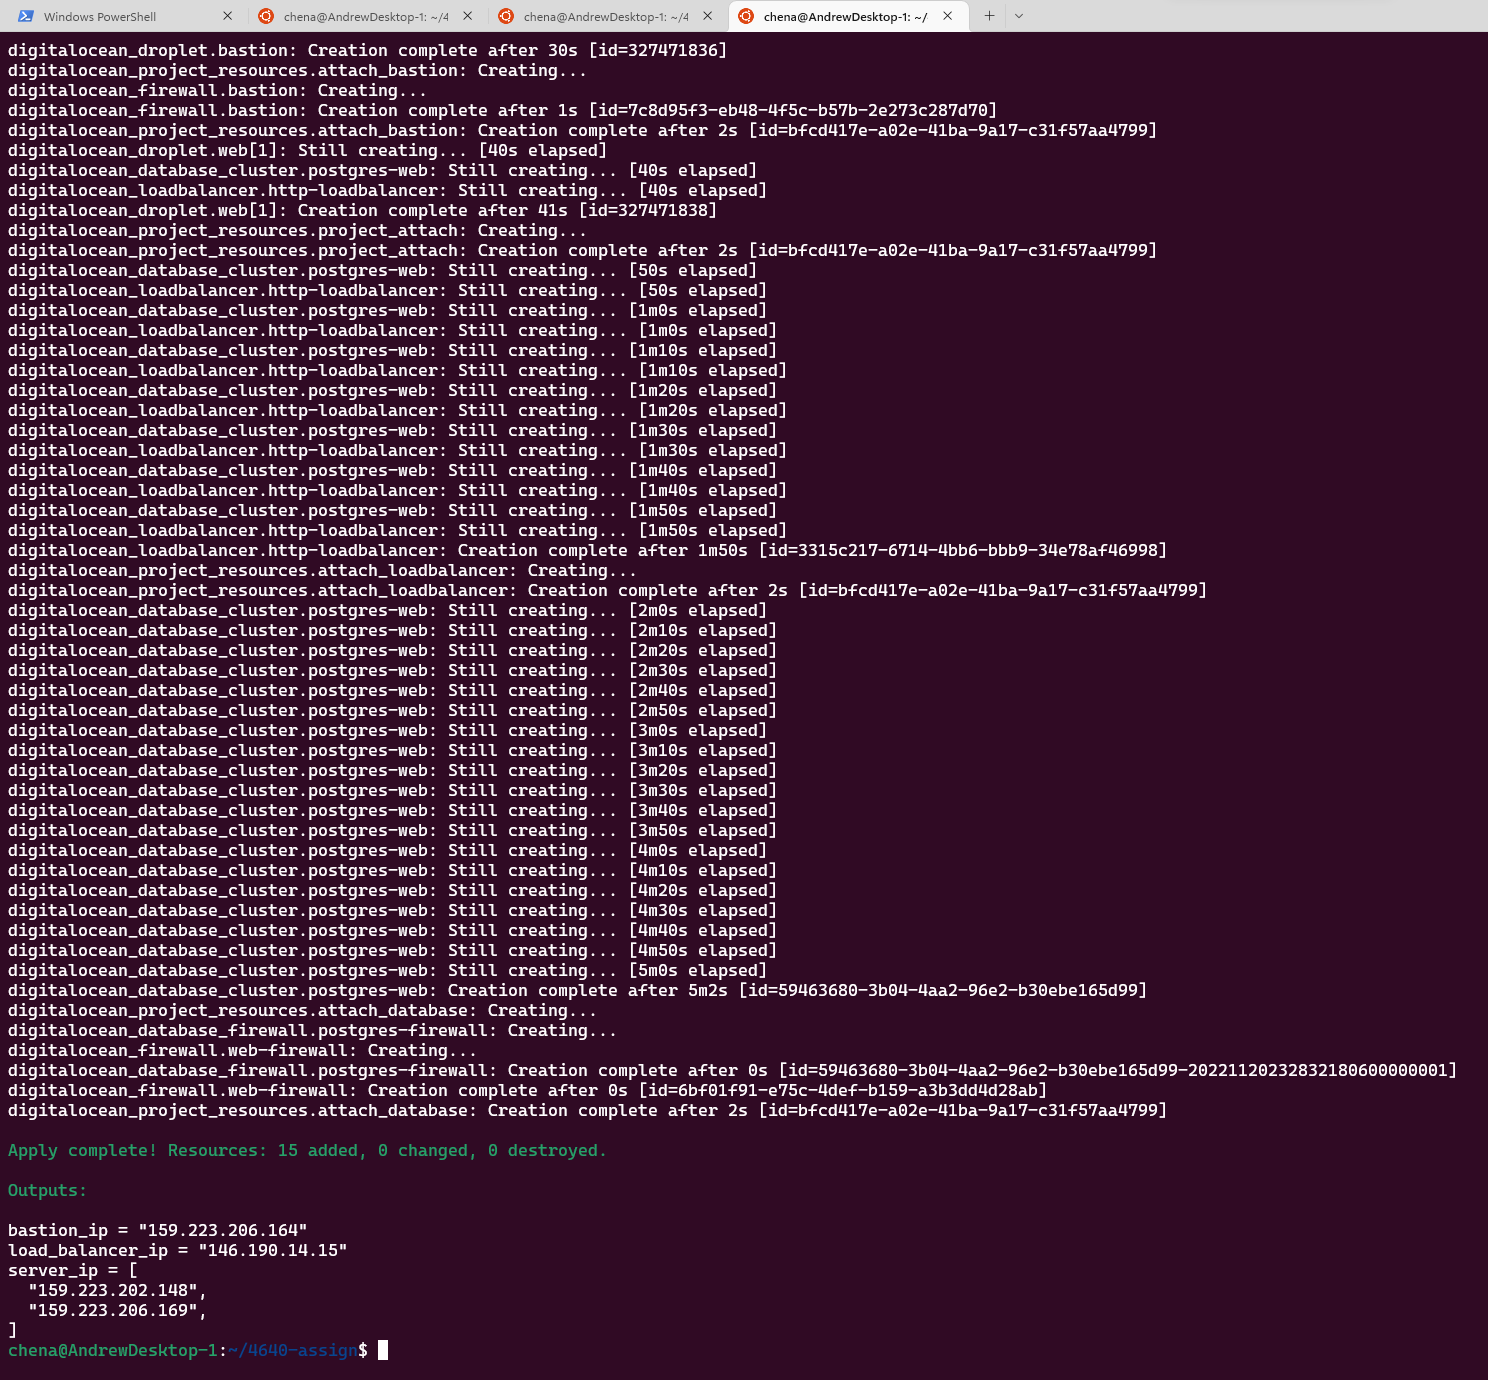 Windows PowerShell
chena@AndrewDesktop-1: ~/4
chena@AndrewDesktop-1: ~/4
chena@AndrewDesktop-1: ~/
digitalocean_droplet.bastion: Creation complete after 30s [id=327471836]
digitalocean_project_resources.attach_bastion: Creating...
digitalocean_firewall.bastion: Creating...
digitalocean_firewall.bastion: Creation complete after 1s [id=7c8d95f3-eb48-4f5c-b57b-2e273c287d70]
digitalocean_project_resources.attach_bastion: Creation complete after 2s [id=bfcd417e-a02e-41ba-9a17-c31f57aa4799]
digitalocean_droplet.web[1]: Still creating... [40s elapsed]
digitalocean_database_cluster.postgres-web: Still creating... [40s elapsed]
digitalocean_loadbalancer.http-loadbalancer: Still creating... [40s elapsed]
digitalocean_droplet.web[1]: Creation complete after 41s [id=327471838]
digitalocean_project_resources.project_attach: Creating...
digitalocean_project_resources.project_attach: Creation complete after 2s [id=bfcd417e-a02e-41ba-9a17-c31f57aa4799]
digitalocean_database_cluster.postgres-web: Still creating... [50s elapsed]
digitalocean_loadbalancer.http-loadbalancer: Still creating... [50s elapsed]
digitalocean_database_cluster.postgres-web: Still creating... [1m0s elapsed]
digitalocean_loadbalancer.http-loadbalancer: Still creating... [1m0s elapsed]
digitalocean_database_cluster.postgres-web: Still creating... [1m10s elapsed]
digitalocean_loadbalancer.http-loadbalancer: Still creating... [1m10s elapsed]
digitalocean_database_cluster.postgres-web: Still creating... [1m20s elapsed]
digitalocean_loadbalancer.http-loadbalancer: Still creating... [1m20s elapsed]
digitalocean_database_cluster.postgres-web: Still creating... [1m30s elapsed]
digitalocean_loadbalancer.http-loadbalancer: Still creating... [1m30s elapsed]
digitalocean_database_cluster.postgres-web: Still creating... [1m40s elapsed]
digitalocean_loadbalancer.http-loadbalancer: Still creating... [1m40s elapsed]
digitalocean_database_cluster.postgres-web: Still creating... [1m50s elapsed]
digitalocean_loadbalancer.http-loadbalancer: Still creating... [1m50s elapsed]
digitalocean_loadbalancer.http-loadbalancer: Creation complete after 1m50s [id=3315c217-6714-4bb6-bbb9-34e78af46998]
digitalocean_project_resources.attach_loadbalancer: Creating...
digitalocean_project_resources.attach_loadbalancer: Creation complete after 2s [id=bfcd417e-a02e-41ba-9a17-c31f57aa4799]
digitalocean_database_cluster.postgres-web: Still creating... [2m0s elapsed]
digitalocean_database_cluster.postgres-web: Still creating... [2m10s elapsed]
digitalocean_database_cluster.postgres-web: Still creating... [2m20s elapsed]
digitalocean_database_cluster.postgres-web: Still creating... [2m30s elapsed]
digitalocean_database_cluster.postgres-web: Still creating... [2m40s elapsed]
digitalocean_database_cluster.postgres-web: Still creating... [2m50s elapsed]
digitalocean_database_cluster.postgres-web: Still creating... [3m0s elapsed]
digitalocean_database_cluster.postgres-web: Still creating... [3m10s elapsed]
digitalocean_database_cluster.postgres-web: Still creating... [3m20s elapsed]
digitalocean_database_cluster.postgres-web: Still creating... [3m30s elapsed]
digitalocean_database_cluster.postgres-web: Still creating... [3m40s elapsed]
digitalocean_database_cluster.postgres-web: Still creating... [3m50s elapsed]
digitalocean_database_cluster.postgres-web: Still creating... [4m0s elapsed]
digitalocean_database_cluster.postgres-web: Still creating... [4m10s elapsed]
digitalocean_database_cluster.postgres-web: Still creating... [4m20s elapsed]
digitalocean_database_cluster.postgres-web: Still creating... [4m30s elapsed]
digitalocean_database_cluster.postgres-web: Still creating... [4m40s elapsed]
digitalocean_database_cluster.postgres-web: Still creating... [4m50s elapsed]
digitalocean_database_cluster.postgres-web: Still creating... [5m0s elapsed]
digitalocean_database_cluster.postgres-web: Creation complete after 5m2s [id=59463680-3b04-4aa2-96e2-b30ebe165d99]
digitalocean_project_resources.attach_database: Creating...
digitalocean_database_firewall.postgres-firewall: Creating...
digitalocean_firewall.web-firewall: Creating...
digitalocean_database_firewall.postgres-firewall: Creation complete after 0s [id=59463680-3b04-4aa2-96e2-b30ebe165d99-20221120232832180600000001]
digitalocean_firewall.web-firewall: Creation complete after 0s [id=6bf01f91-e75c-4def-b159-a3b3dd4d28ab]
digitalocean_project_resources.attach_database: Creation complete after 2s [id=bfcd417e-a02e-41ba-9a17-c31f57aa4799]
Apply complete! Resources: 15 added, 0 changed, 0 destroyed.
Outputs:
bastion_ip = "159.223.206.164"
load_balancer_ip = "146.190.14.15"
server_ip = [
"159.223.202.148",
"159.223.206.169",
]
chena@AndrewDesktop-1:~/4640-assign$